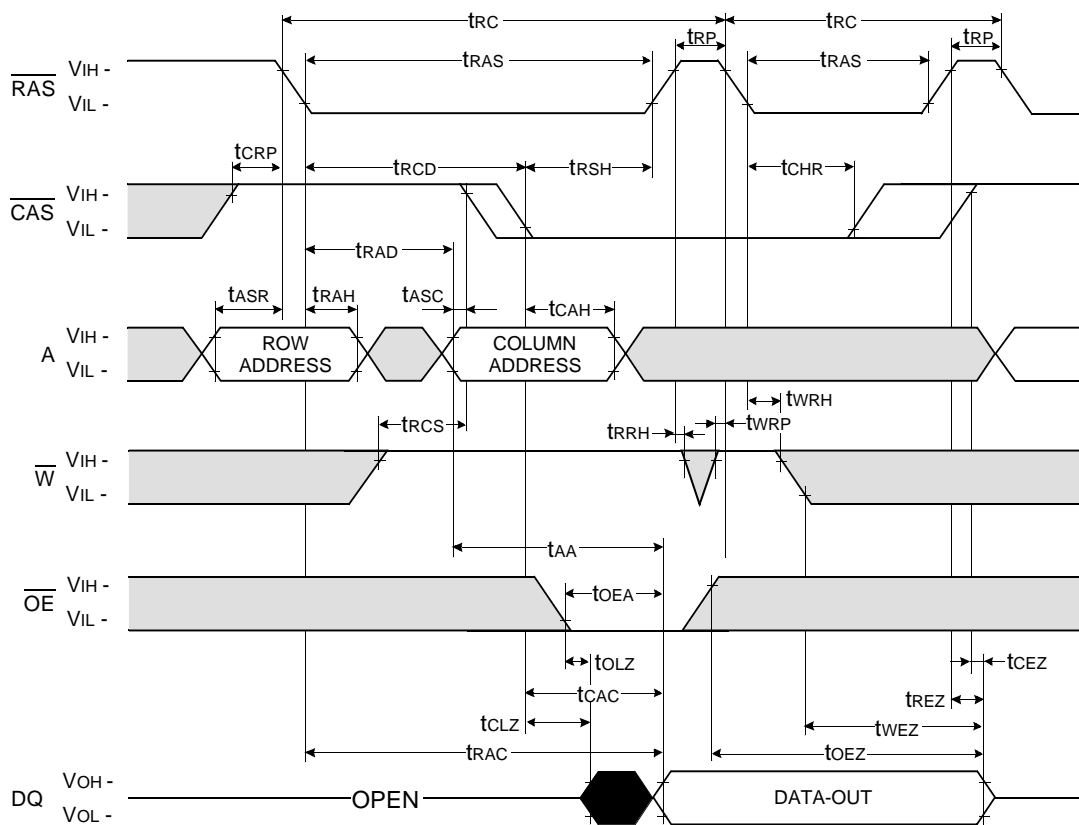 tRC tRC
tRP tRP
tRAS tRAS
RAS VIH -
VIL -
tCRP tRCD tRSH tCHR
CAS VIH -
VIL -
tRAD
tASR tRAH tASC tCAH
A VIH -
VIL -
ROW
ADDRESS
COLUMN
ADDRESS
tWRH
tRCS tRRH tWRP
W VIH -
VIL -
tAA
OE VIH -
VIL -
tOEA
tOLZ tCEZ
tCAC tREZ
tCLZ tWEZ
tRAC tOEZ
DQ VOH -
VOL -
OPEN DATA-OUT